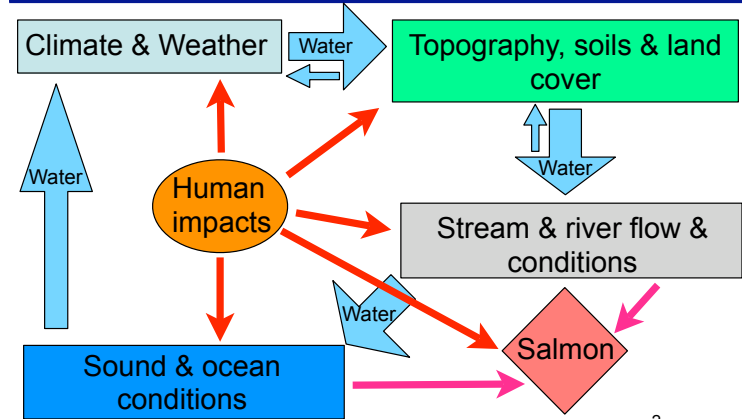 Climate & Weather
Water
Topography, soils & land
cover
Water
Water
Human
impacts
Stream & river flow &
conditions
Water
Salmon
Sound & ocean
conditions